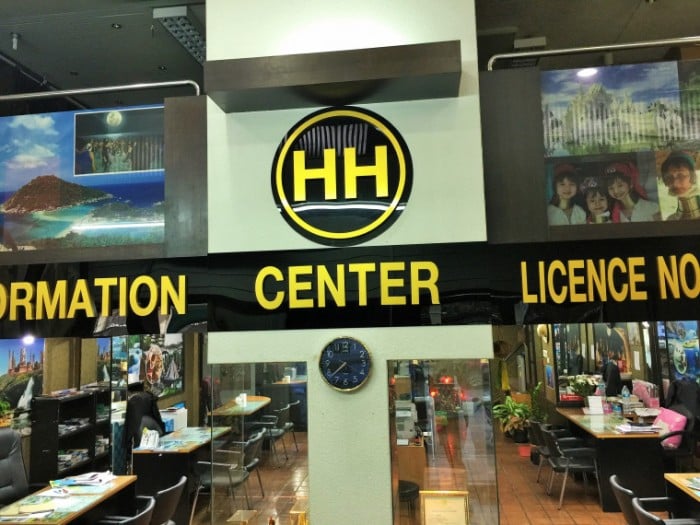 HH
ORMATION CENTER LICENCE NO